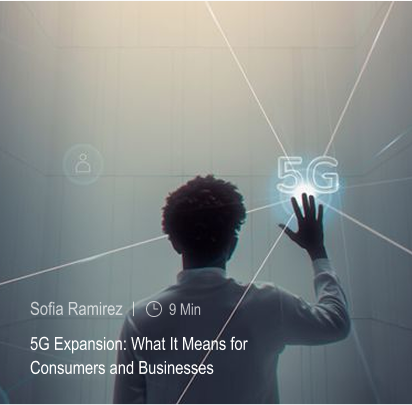 5G
Sofia Ramirez | 9 Min
5G Expansion: What It Means for
Consumers and Businesses